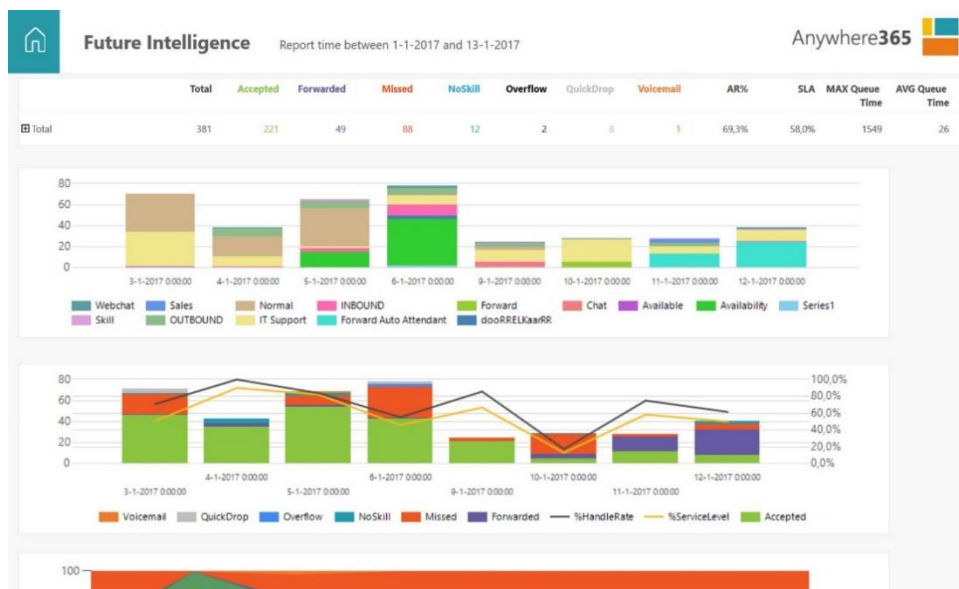 Future Intelligence
Report time between 1-1-2017 and 13-1-2017
Anywhere365
Total Accepted Forwarded Missed NoSkill Overflow QuickDrop Voicemail AR% SLA MAX Queue Time AVG Queue Time
Total 381 221 49 88 12 2 8 1 69,3% 58,0% 1549 26
80
60
40
20
0
3-1-2017 0:00:00 4-1-2017 0:00:00 5-1-2017 0:00:00 6-1-2017 0:00:00 9-1-2017 0:00:00 10-1-2017 0:00:00 11-1-2017 0:00:00 12-1-2017 0:00:00
Webchat Sales Normal INBOUND Forward Chat Available Availability Series1
Skill OUTBOUND IT Support Forward Auto Attendant dooRRELKaarRR
80 100,0%
60 80,0%
40 60,0%
20 40,0%
0 20,0%
0,0%
4-1-2017 0:00:00 6-1-2017 0:00:00 10-1-2017 0:00:00 12-1-2017 0:00:00
3-1-2017 0:00:00 5-1-2017 0:00:00 9-1-2017 0:00:00 11-1-2017 0:00:00
Voicemail QuickDrop Overflow NoSkill Missed Forwarded %HandleRate %ServiceLevel Accepted
100